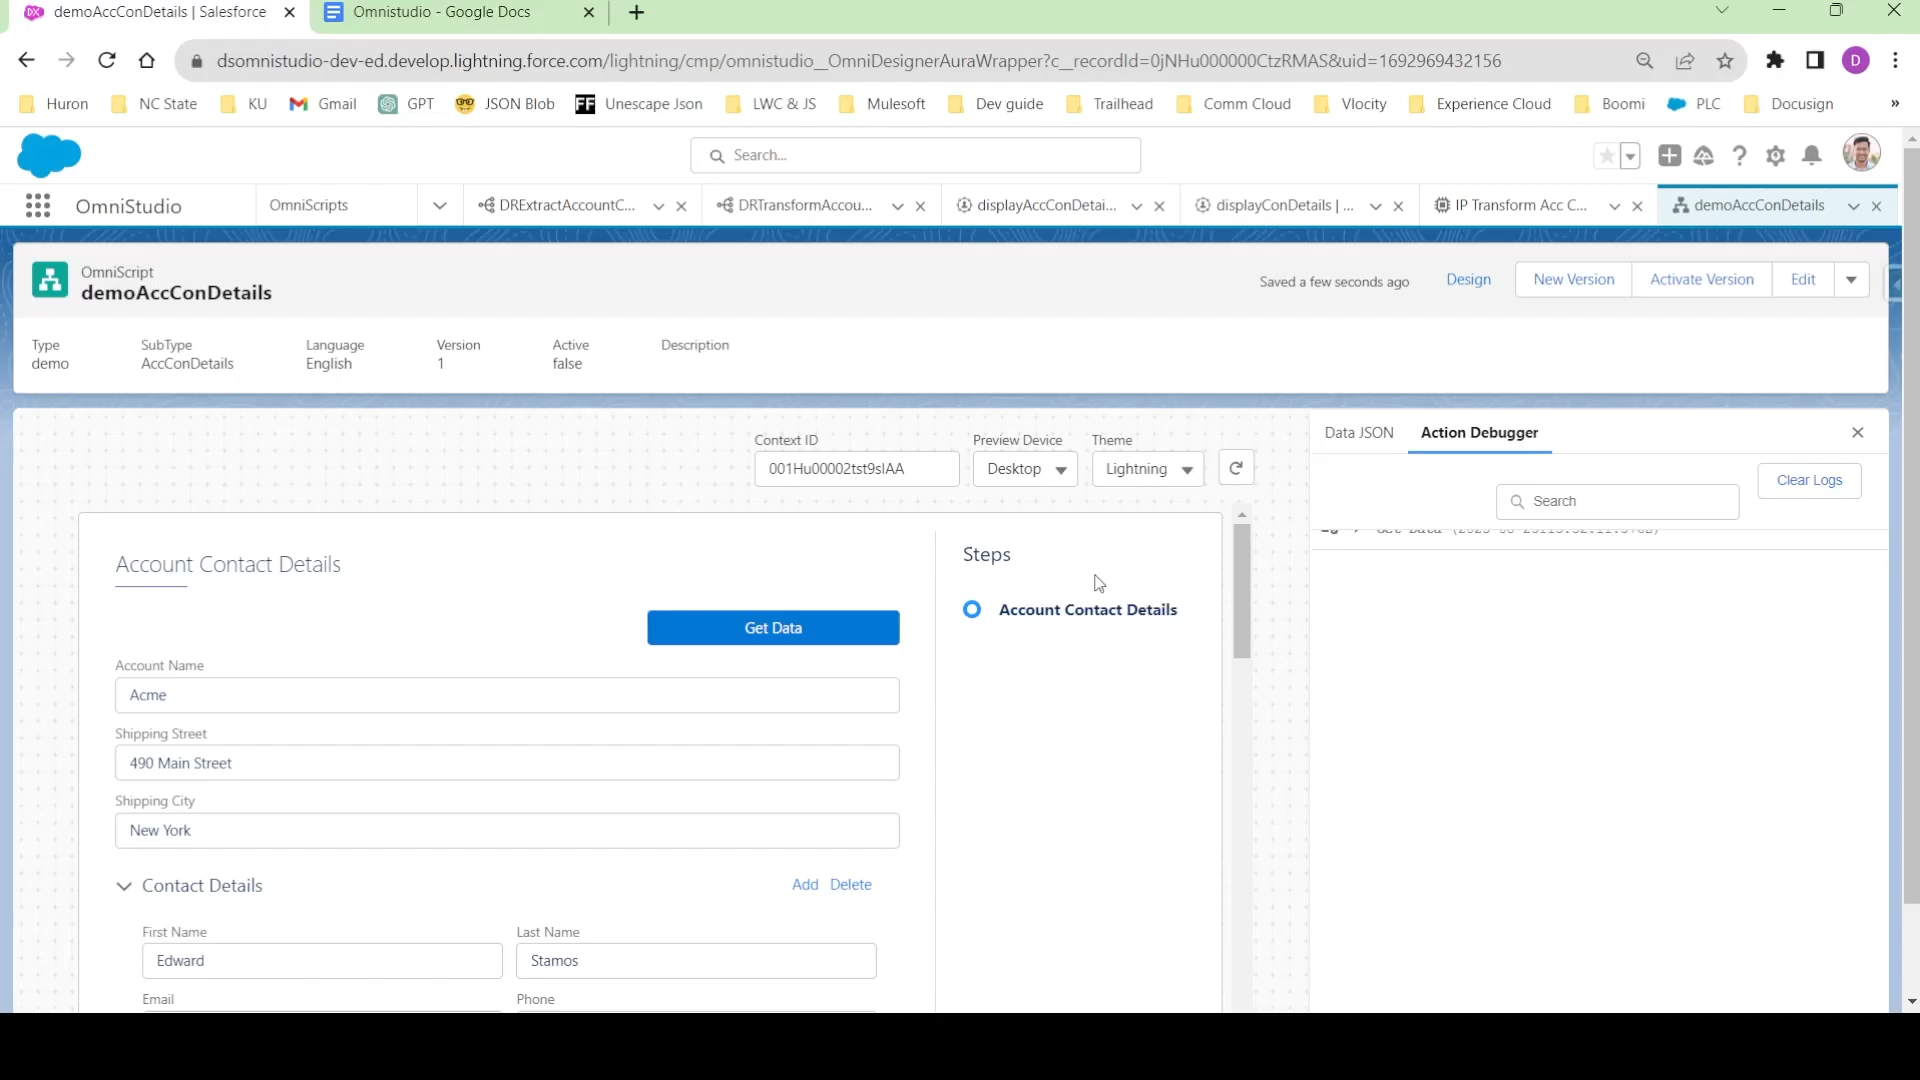 demoAccConDetails | Salesforce
Omnistudio - Google Docs
dsomnistudio-dev-ed.develop.lightning.force.com/lightning/cmp/omnistudio__OmniDesignerAuraWrapper?c__recordId=0jNHu000000CtzRMAS&uid=1692969432156
D
Huron
NC State
KU
Gmail
GPT
JSON Blob
FF
Unescape Json
LWC & JS
Mulesoft
Dev guide
Trailhead
Comm Cloud
Vlocity
Experience Cloud
Boomi
PLC
Docusign
»
Search...
OmniStudio
OmniScripts
DRExtractAccountC...
DRTransformAccou...
displayAccConDetai...
displayConDetails | ...
IP Transform Acc C...
demoAccConDetails
OmniScript
demoAccConDetails
Saved a few seconds ago
Design
New Version
Activate Version
Edit
Type
demo
SubType
AccConDetails
Language
English
Version
1
Active
false
Description
Context ID
001Hu00002tst9sIAA
Preview Device
Desktop
Theme
Lightning
Data JSON
Action Debugger
Clear Logs
Search
Account Contact Details
Get Data
Account Name
Acme
Shipping Street
490 Main Street
Shipping City
New York
Contact Details
Add
Delete
First Name
Edward
Last Name
Stamos
Email
Phone
Steps
Account Contact Details